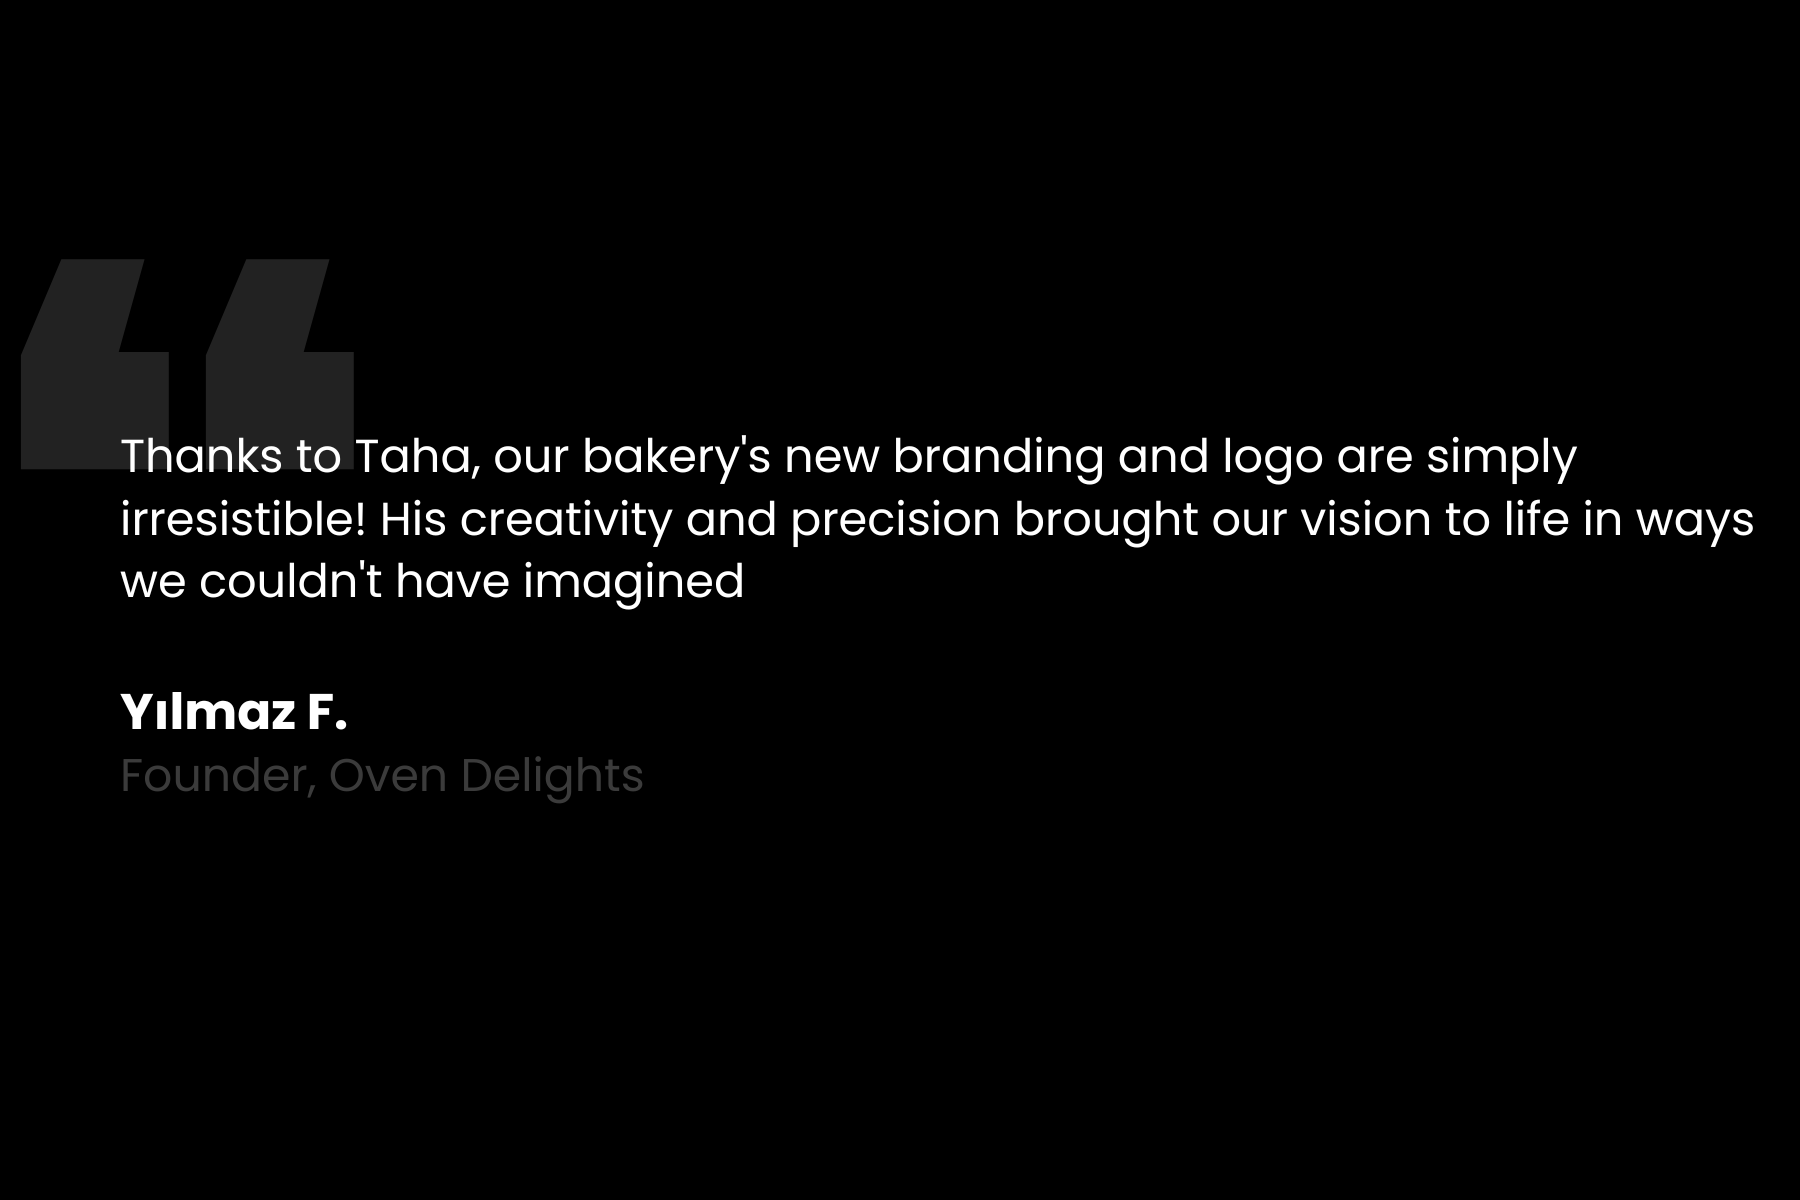 Thanks to Taha, our bakery's new branding and logo are simply
irresistible! His creativity and precision brought our vision to life in ways
we couldn't have imagined
Yılmaz F.
Founder, Oven Delights